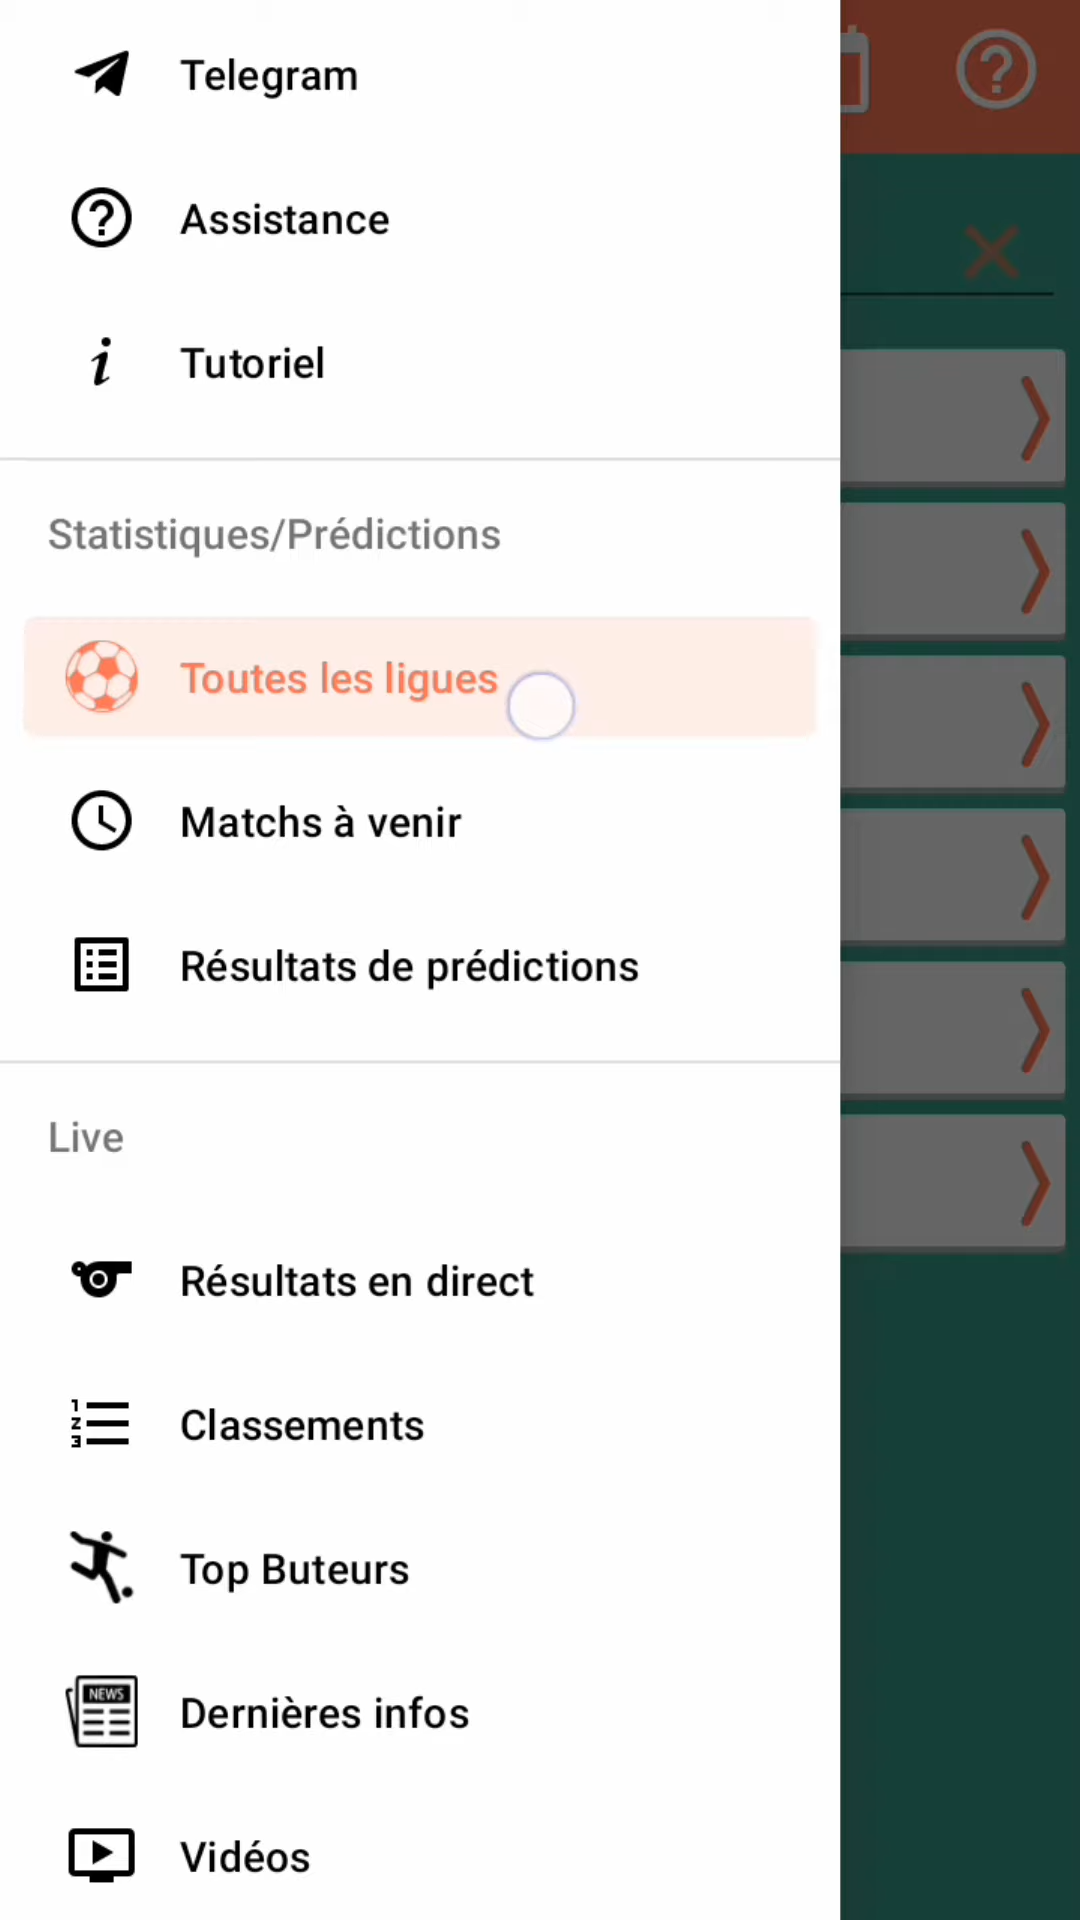 Telegram
Assistance
Tutoriel
Statistiques/Prédictions
Toutes les ligues
Matchs à venir
Résultats de prédictions
Live
Résultats en direct
Classements
Top Buteurs
NEWS
Dernières infos
Vidéos